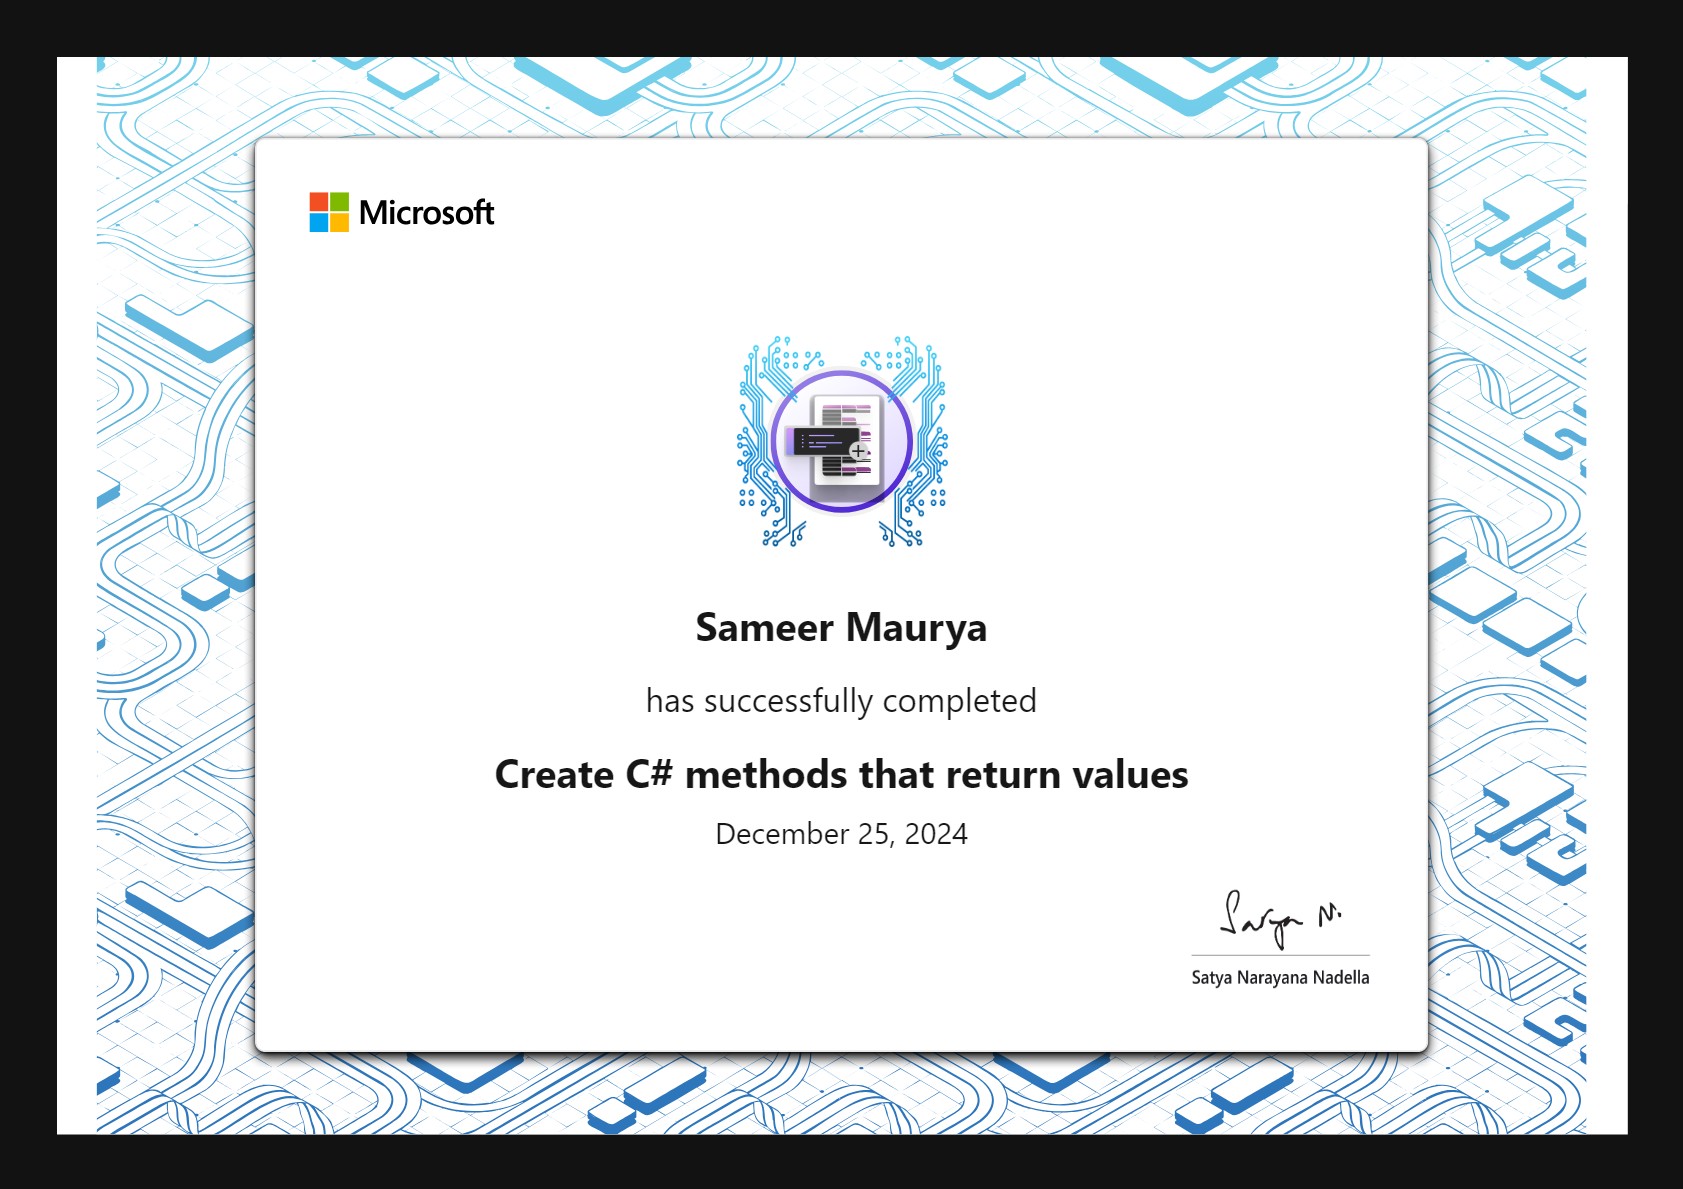 Microsoft
Sameer Maurya
has successfully completed
Create C# methods that return values
December 25, 2024
Satya N.
Satya Narayana Nadella